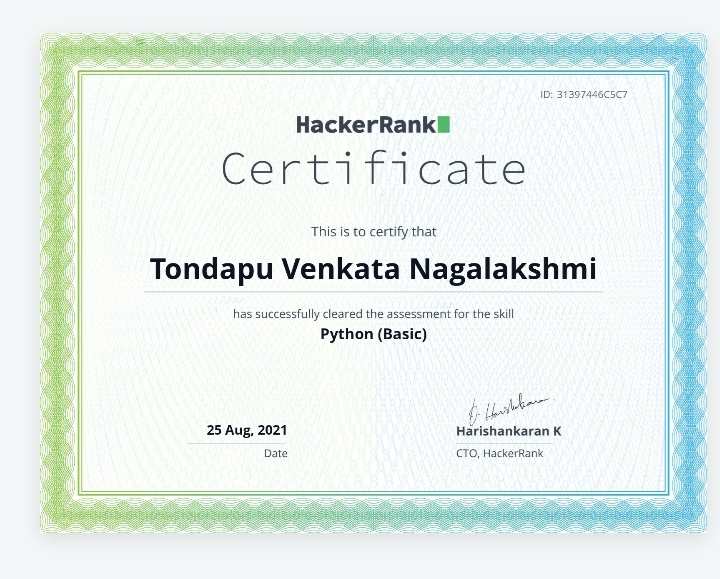 ID: 31397446C5C7
HackerRank
Certificate
This is to certify that
Tondapu Venkata Nagalakshmi
has successfully cleared the assessment for the skill
Python (Basic)
25 Aug, 2021
Date
Harishankaran K
CTO, HackerRank